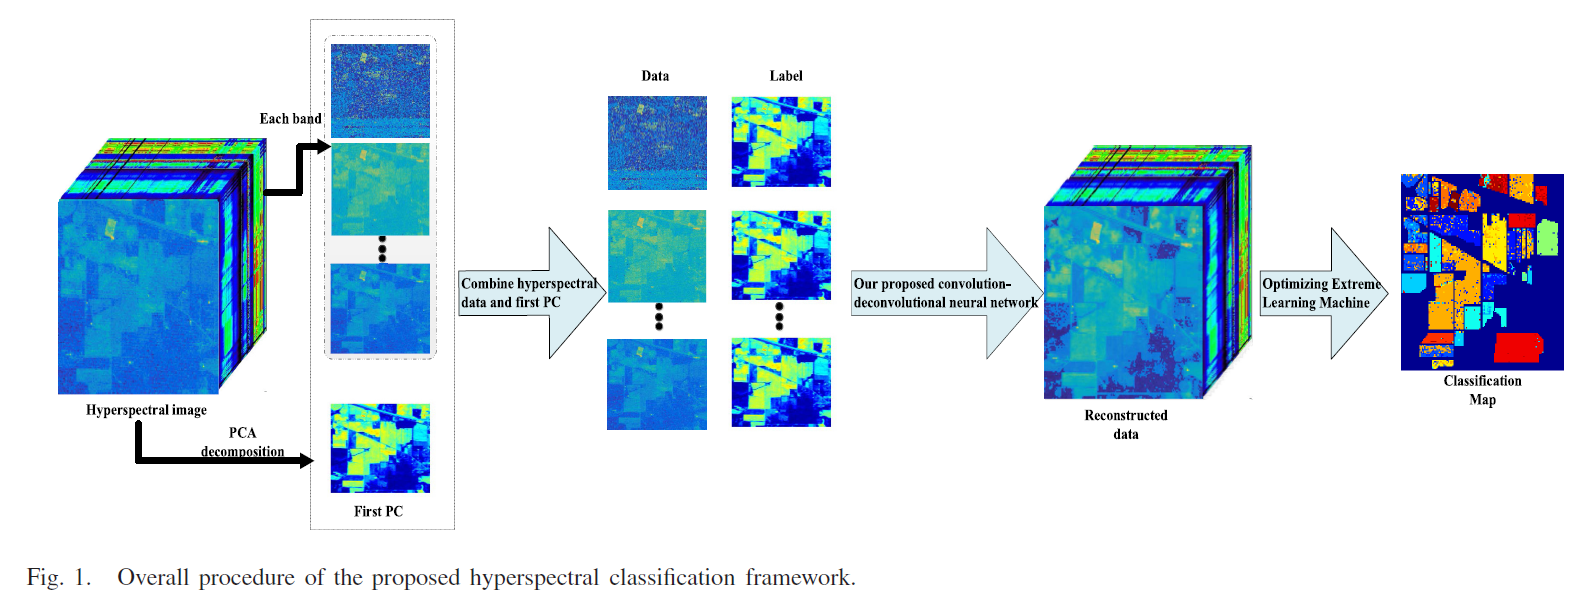 Each band
Hyperspectral image
PCA
decomposition
First PC
Combine hyperspectral
data and first PC
Data
Label
Our proposed convolution-
deconvolutional neural network
Reconstructed
data
Optimizing Extreme
Learning Machine
Classification
Map
Fig. 1. Overall procedure of the proposed hyperspectral classification framework.